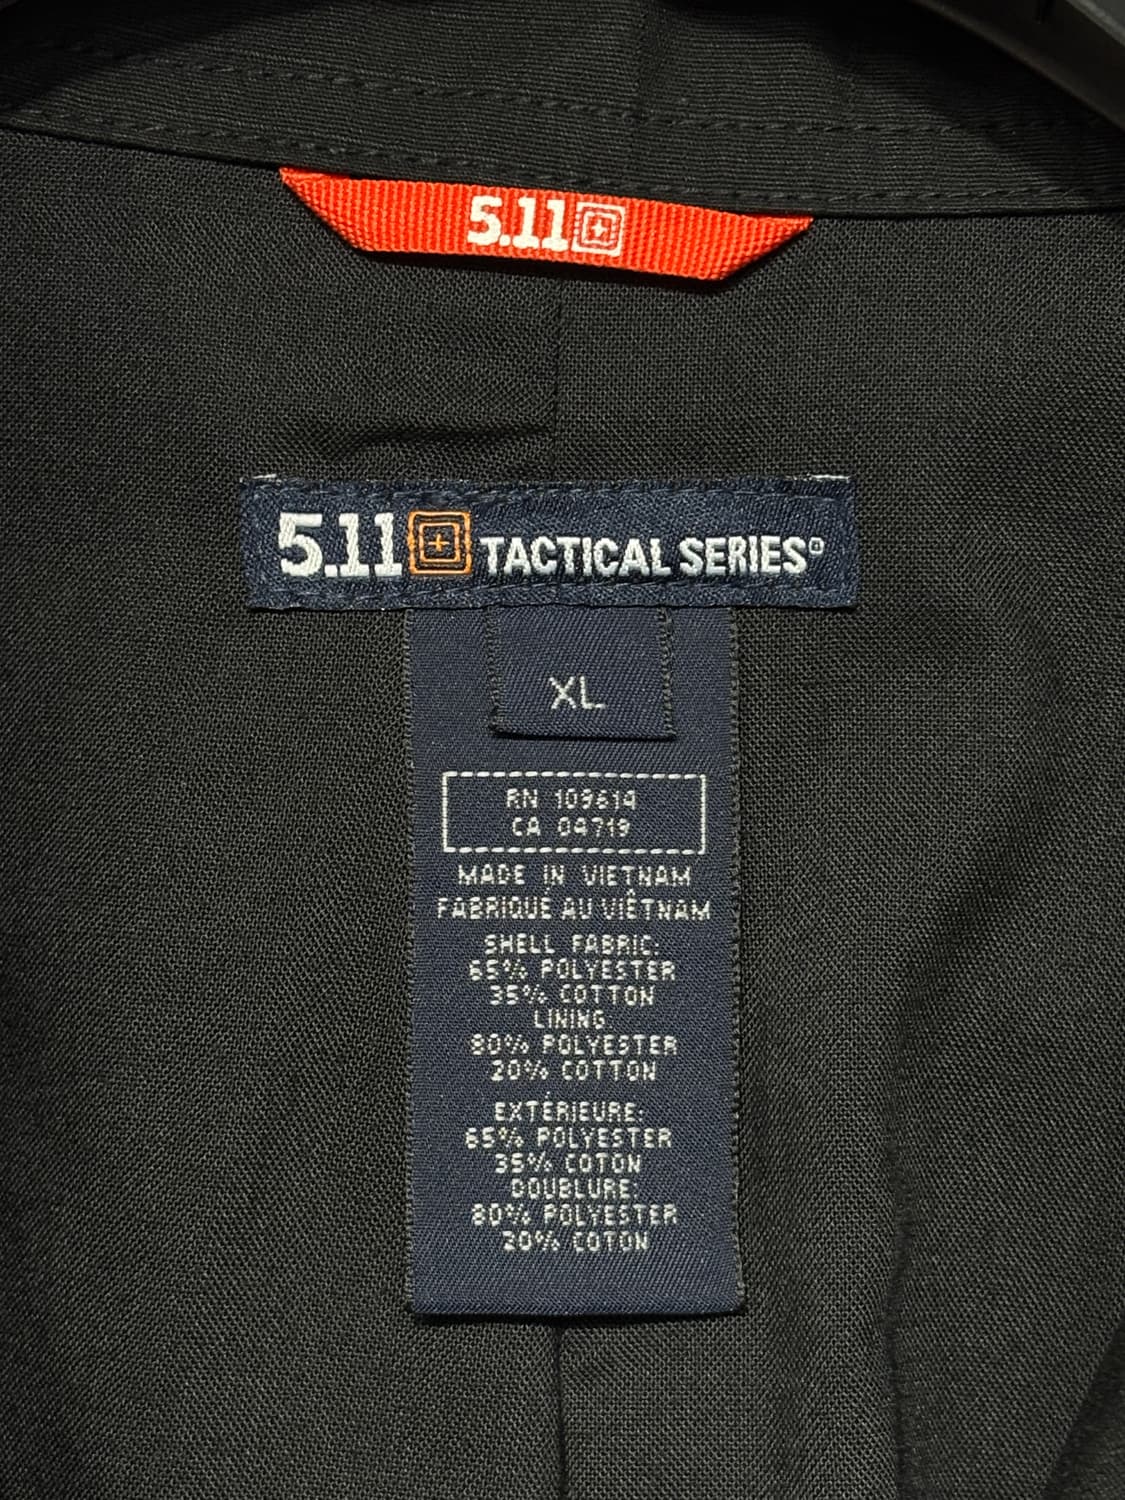 5.11
5.11 TACTICAL SERIES
XL
RN 109614
CA 04719
MADE IN VIETNAM
FABRIQUÉ AU VIÊTNAM
SHELL FABRIC:
65% POLYESTER
35% COTTON
LINING
80% POLYESTER
20% COTTON
EXTÉRIEURE:
65% POLYESTER
35% COTON
DOUBLURE:
80% POLYESTER
20% COTON